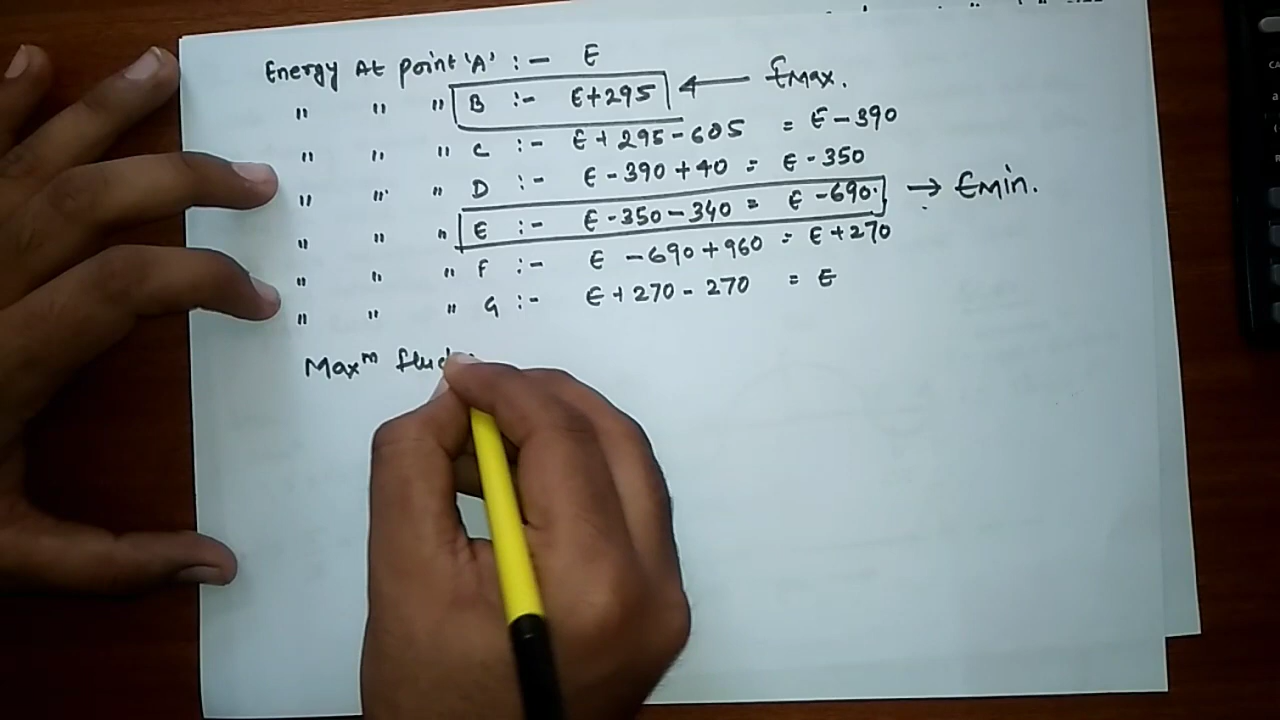 Energy At point 'A' :- E
" " " B :- E+295 ← Emax.
" " " C :- E+295-685 = E-390
" " " D :- E-390+40 = E-350
" " " E :- E-350-340 = E-690. → Emin.
" " " F :- E-690+960 = E+270
" " " G :- E+270-270 = E
Maxᵐ